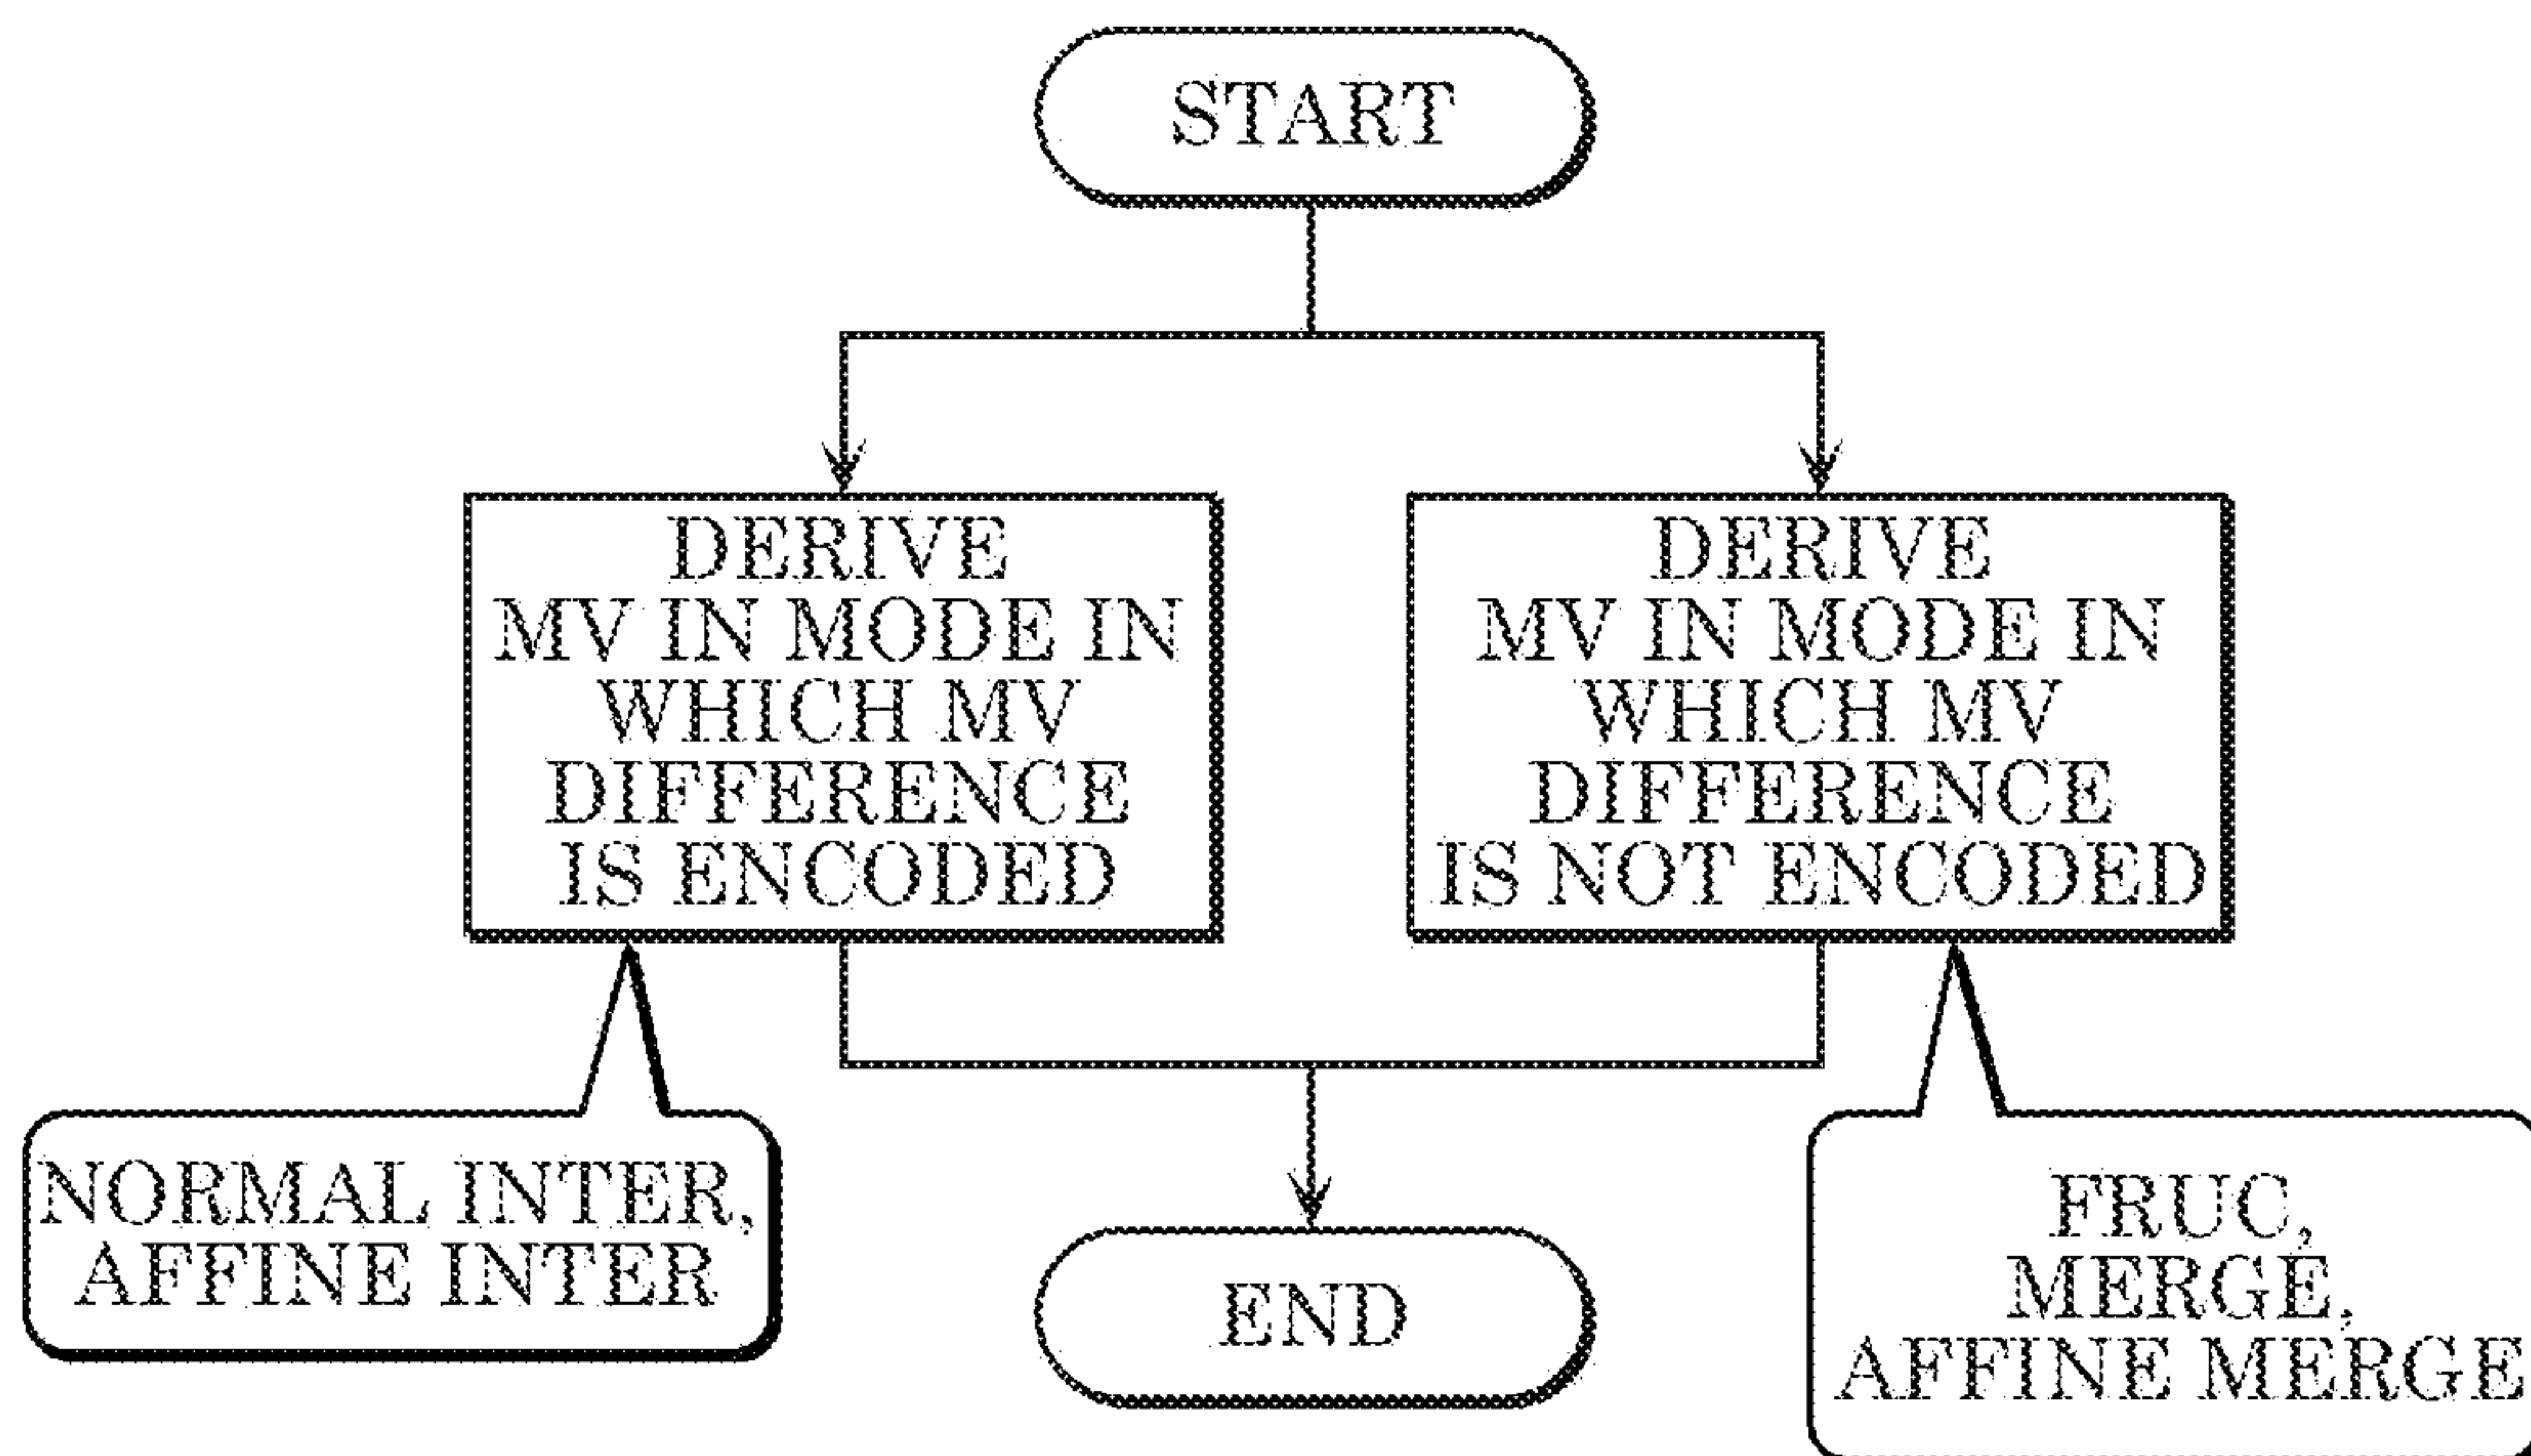 START
DERIVE
MV IN MODE IN
WHICH MV
DIFFERENCE
IS ENCODED
DERIVE
MV IN MODE IN
WHICH MV
DIFFERENCE
IS NOT ENCODED
NORMAL INTER,
AFFINE INTER
END
FRUC,
MERGE,
AFFINE MERGE